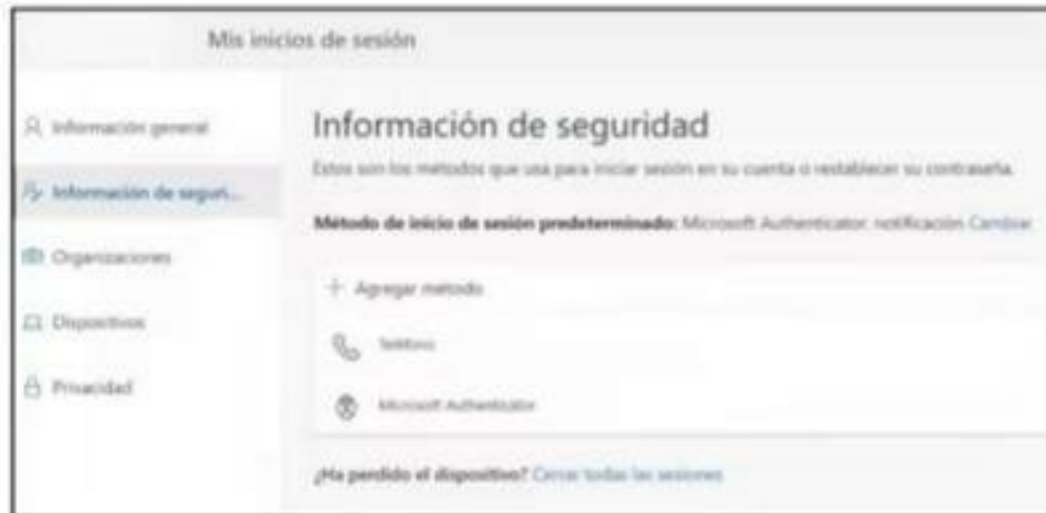 Mis inicios de sesión
Información general
Información de seguri...
Organizaciones
Dispositivos
Privacidad
Información de seguridad
Estos son los métodos que usa para iniciar sesión en su cuenta o restablecer su contraseña.
Método de inicio de sesión predeterminado: Microsoft Authenticator: notificación Cambiar
+ Agregar método
Teléfono
Microsoft Authenticator
¿Ha perdido el dispositivo? Cerrar todas las sesiones